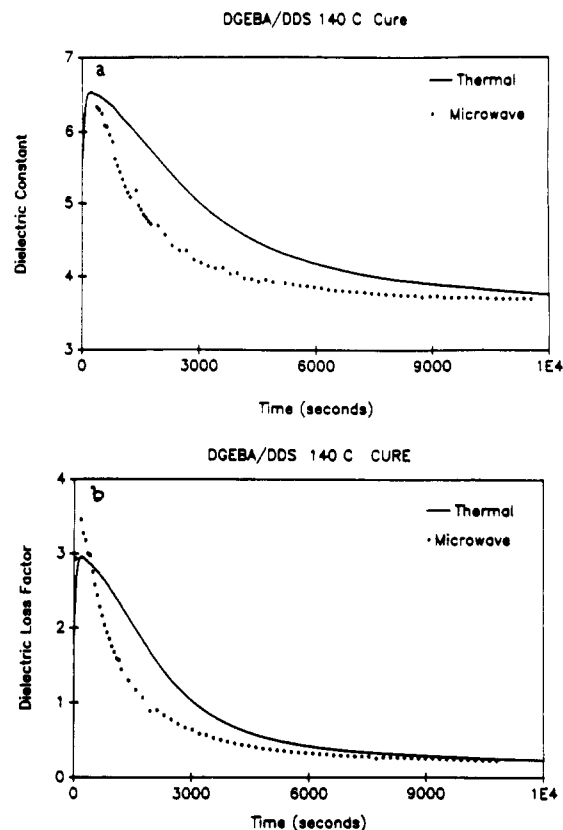 DGEBA/DDS 140 C Cure
7
a
Thermal
Microwave
6
Dielectric Constant
5
4
3
0
3000
6000
9000
1E4
Time (seconds)
DGEBA/DDS 140 C CURE
4
b
Thermal
Microwave
3
Dielectric Loss Factor
2
1
0
0
3000
6000
9000
1E4
Time (seconds)